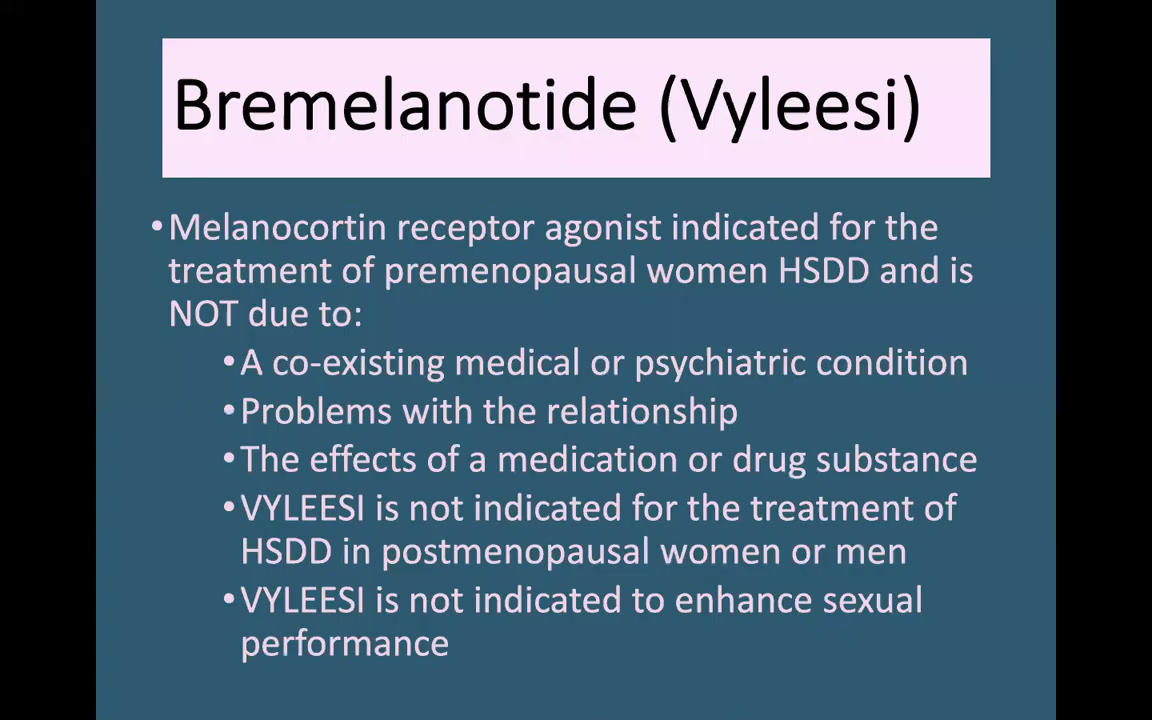 Bremelanotide (Vyleesi)
•Melanocortin receptor agonist indicated for the
treatment of premenopausal women HSDD and is
NOT due to:
•A co-existing medical or psychiatric condition
•Problems with the relationship
•The effects of a medication or drug substance
•VYLEESI is not indicated for the treatment of
HSDD in postmenopausal women or men
•VYLEESI is not indicated to enhance sexual
performance